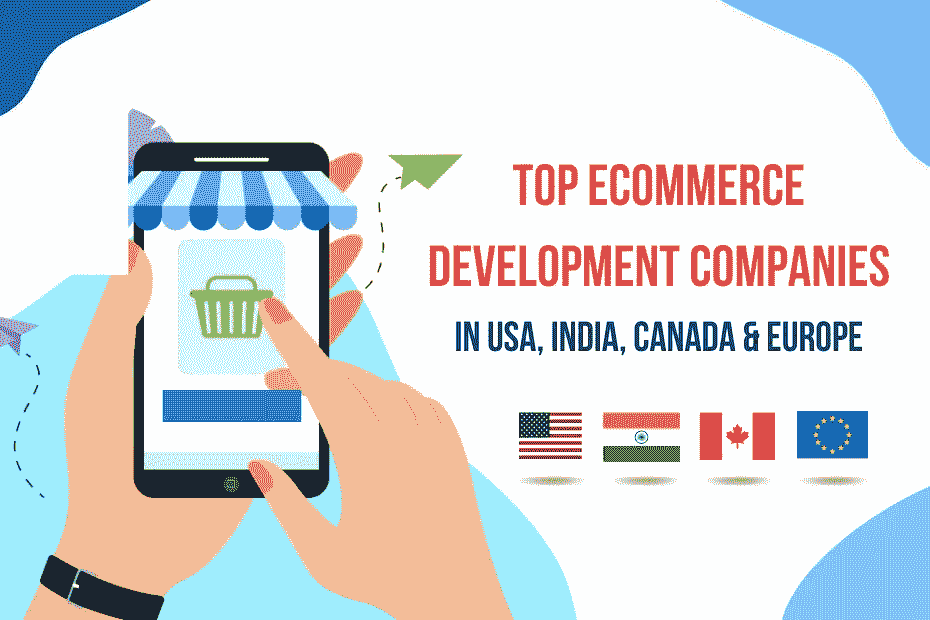 TOP ECOMMERCE
DEVELOPMENT COMPANIES
IN USA, INDIA, CANADA & EUROPE